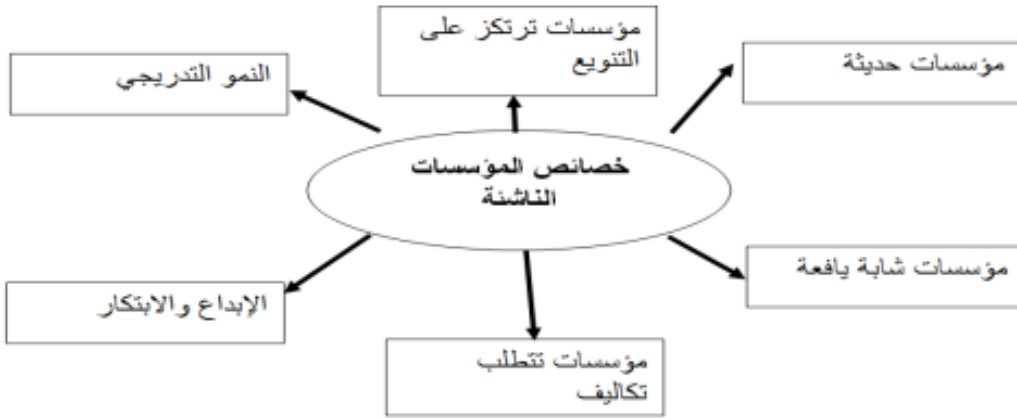 مؤسسات ترتكز على
التنويع
مؤسسات حديثة
النمو التدريجي
خصائص المؤسسات
الناشئة
مؤسسات شابة يافعة
الإبداع والابتكار
مؤسسات تتطلب
تكاليف